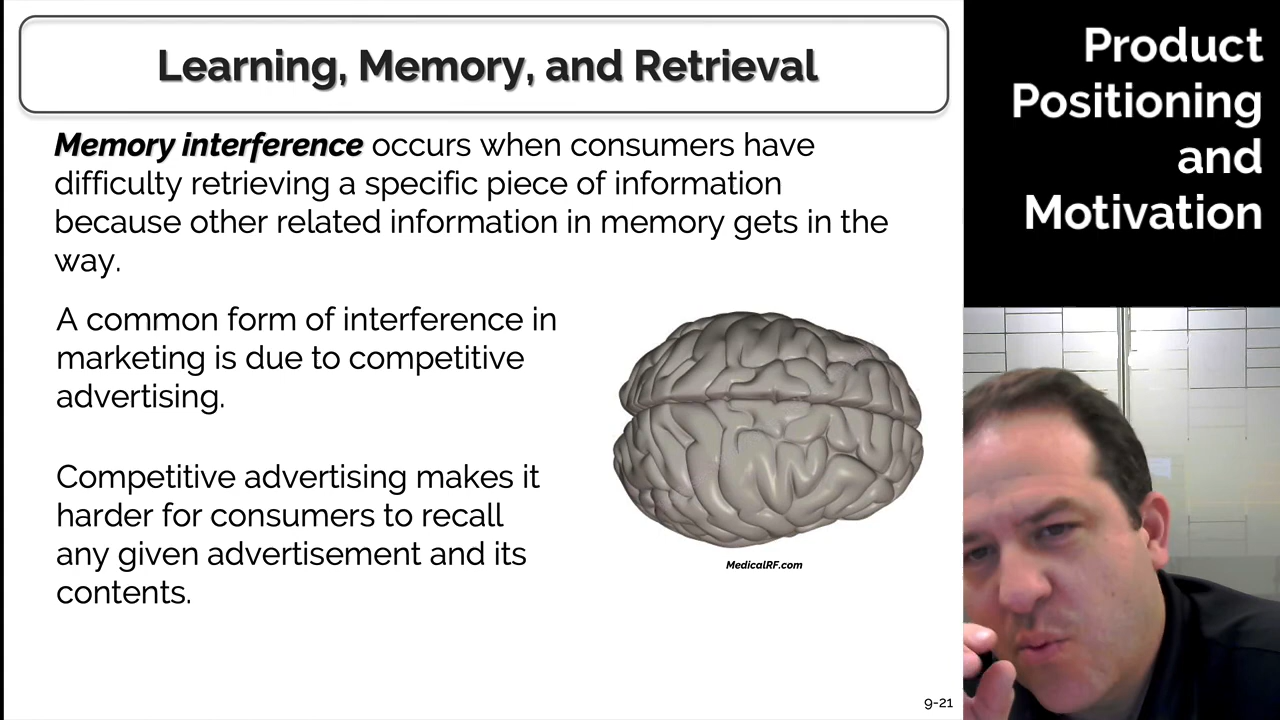 Learning, Memory, and Retrieval
Memory interference occurs when consumers have
difficulty retrieving a specific piece of information
because other related information in memory gets in the
way.
A common form of interference in
marketing is due to competitive
advertising.
Competitive advertising makes it
harder for consumers to recall
any given advertisement and its
contents.
MedicalRF.com
9-21
Product
Positioning
and
Motivation